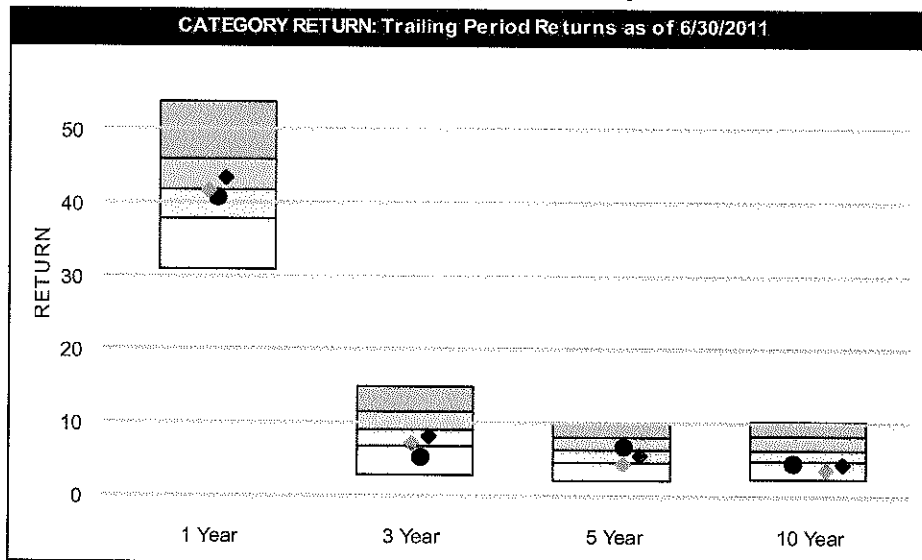 CATEGORY RETURN: Trailing Period Returns as of 6/30/2011
RETURN
50
40
30
20
10
0
1 Year
3 Year
5 Year
10 Year